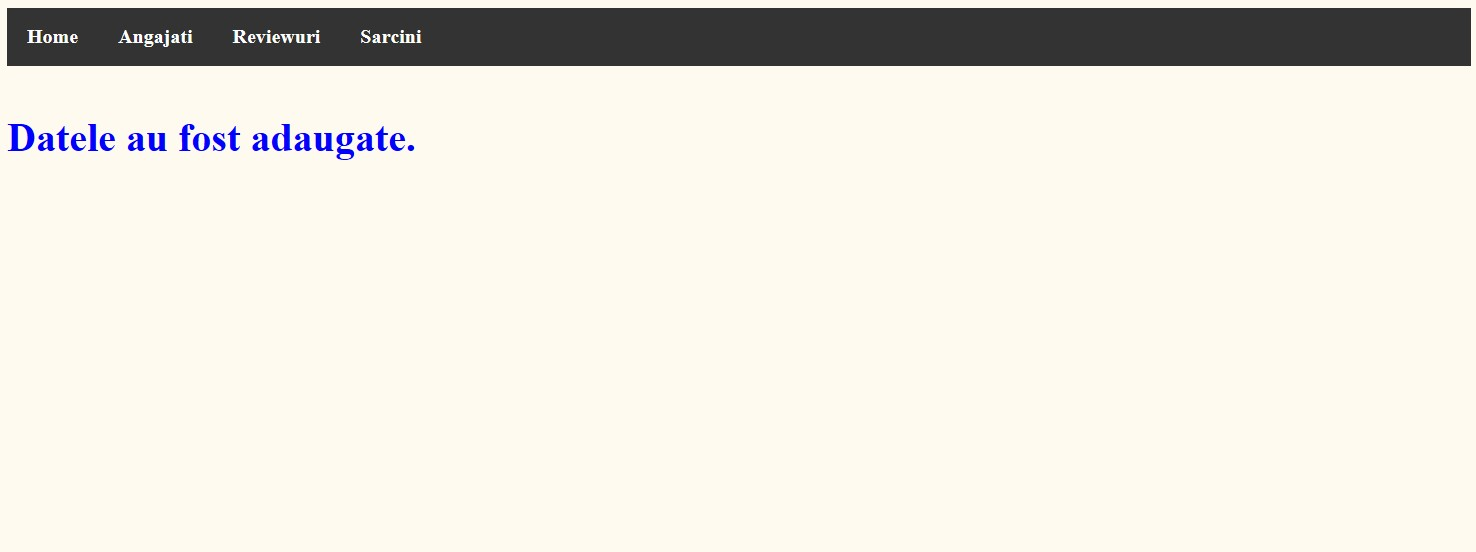 Home Angajati Reviewuri Sarcini
Datele au fost adaugate.